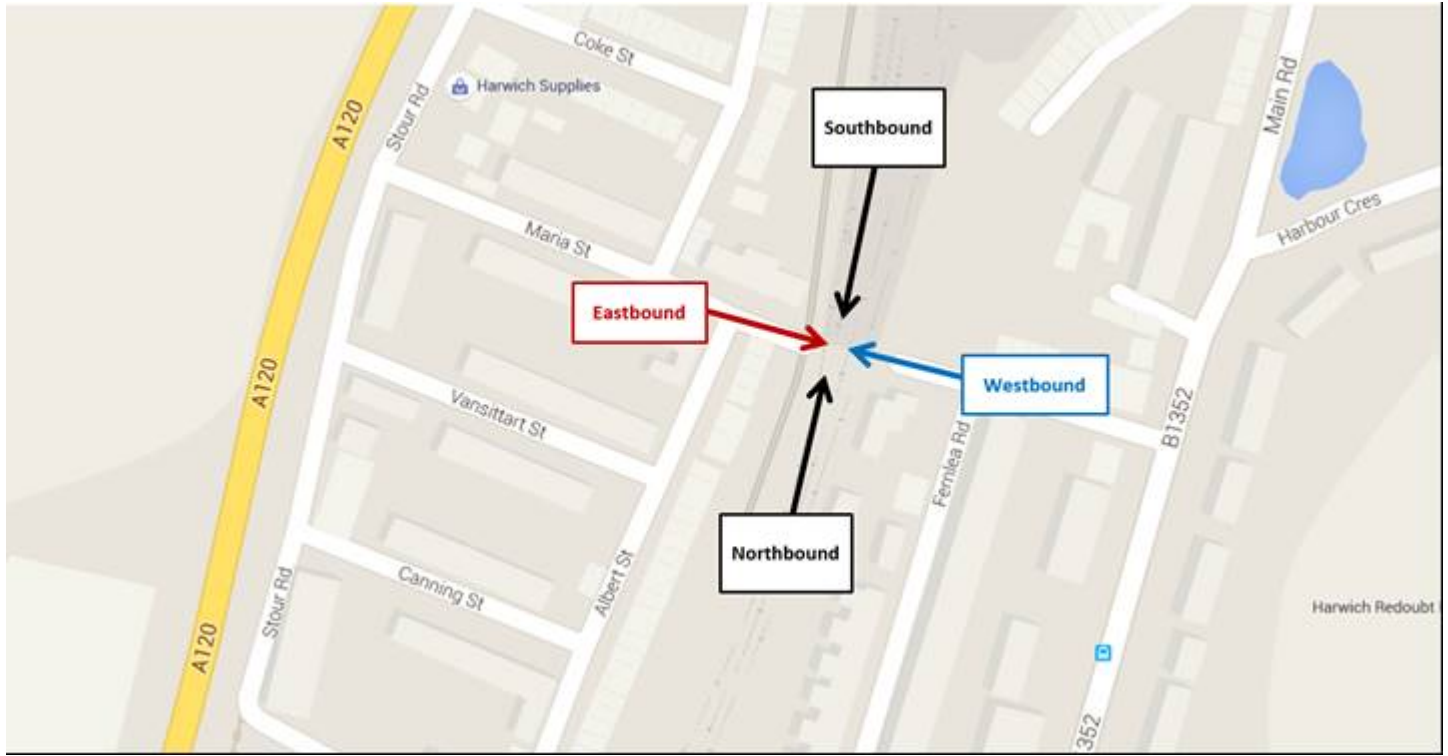 Coke St
Harwich Supplies
A120
Stour Rd
Main Rd
Southbound
Harbour Cres
Maria St
Eastbound
A120
Westbound
Vansittart St
B1352
Fernlea Rd
Northbound
Canning St
Albert St
Stour Rd
A120
Harwich Redoubt
352